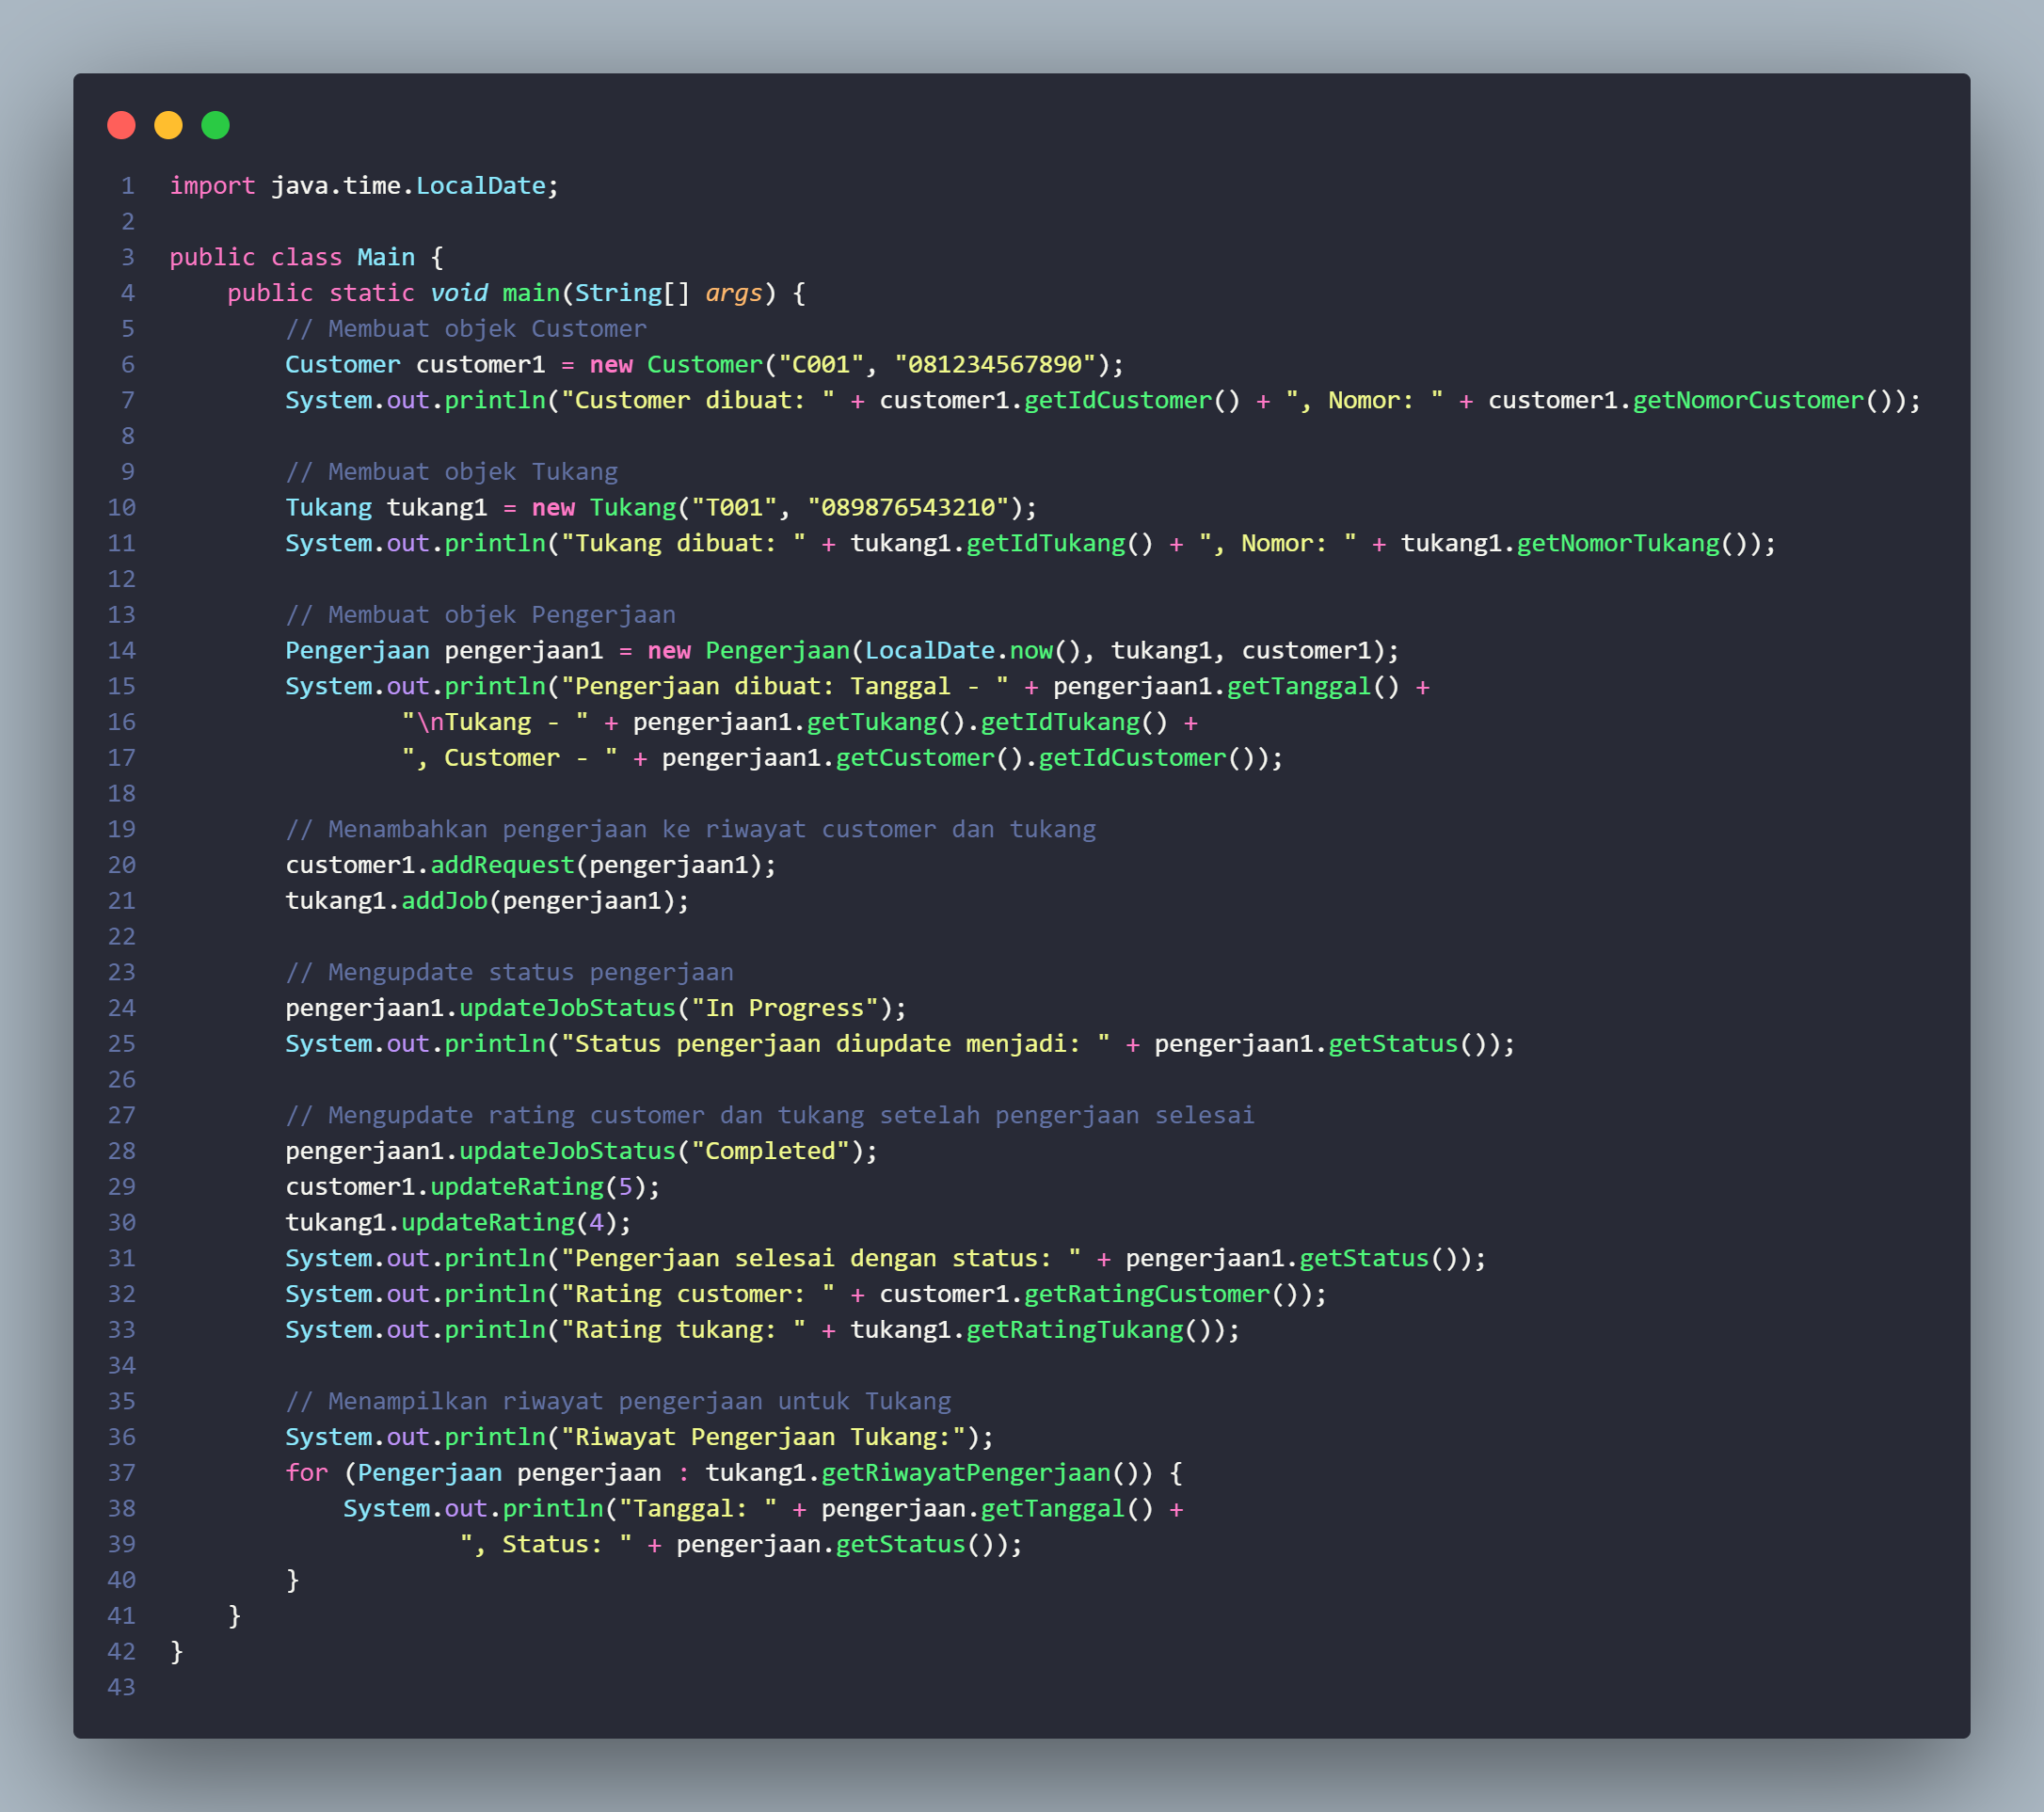 1 import java.time.LocalDate;
2
3 public class Main {
4     public static void main(String[] args) {
5         // Membuat objek Customer
6         Customer customer1 = new Customer("C001", "081234567890");
7         System.out.println("Customer dibuat: " + customer1.getIdCustomer() + ", Nomor: " + customer1.getNomorCustomer());
8
9         // Membuat objek Tukang
10         Tukang tukang1 = new Tukang("T001", "089876543210");
11         System.out.println("Tukang dibuat: " + tukang1.getIdTukang() + ", Nomor: " + tukang1.getNomorTukang());
12
13         // Membuat objek Pengerjaan
14         Pengerjaan pengerjaan1 = new Pengerjaan(LocalDate.now(), tukang1, customer1);
15         System.out.println("Pengerjaan dibuat: Tanggal - " + pengerjaan1.getTanggal() +
16                 "\nTukang - " + pengerjaan1.getTukang().getIdTukang() +
17                 ", Customer - " + pengerjaan1.getCustomer().getIdCustomer());
18
19         // Menambahkan pengerjaan ke riwayat customer dan tukang
20         customer1.addRequest(pengerjaan1);
21         tukang1.addJob(pengerjaan1);
22
23         // Mengupdate status pengerjaan
24         pengerjaan1.updateJobStatus("In Progress");
25         System.out.println("Status pengerjaan diupdate menjadi: " + pengerjaan1.getStatus());
26
27         // Mengupdate rating customer dan tukang setelah pengerjaan selesai
28         pengerjaan1.updateJobStatus("Completed");
29         customer1.updateRating(5);
30         tukang1.updateRating(4);
31         System.out.println("Pengerjaan selesai dengan status: " + pengerjaan1.getStatus());
32         System.out.println("Rating customer: " + customer1.getRatingCustomer());
33         System.out.println("Rating tukang: " + tukang1.getRatingTukang());
34
35         // Menampilkan riwayat pengerjaan untuk Tukang
36         System.out.println("Riwayat Pengerjaan Tukang:");
37         for (Pengerjaan pengerjaan : tukang1.getRiwayatPengerjaan()) {
38             System.out.println("Tanggal: " + pengerjaan.getTanggal() +
39                     ", Status: " + pengerjaan.getStatus());
40         }
41     }
42 }
43